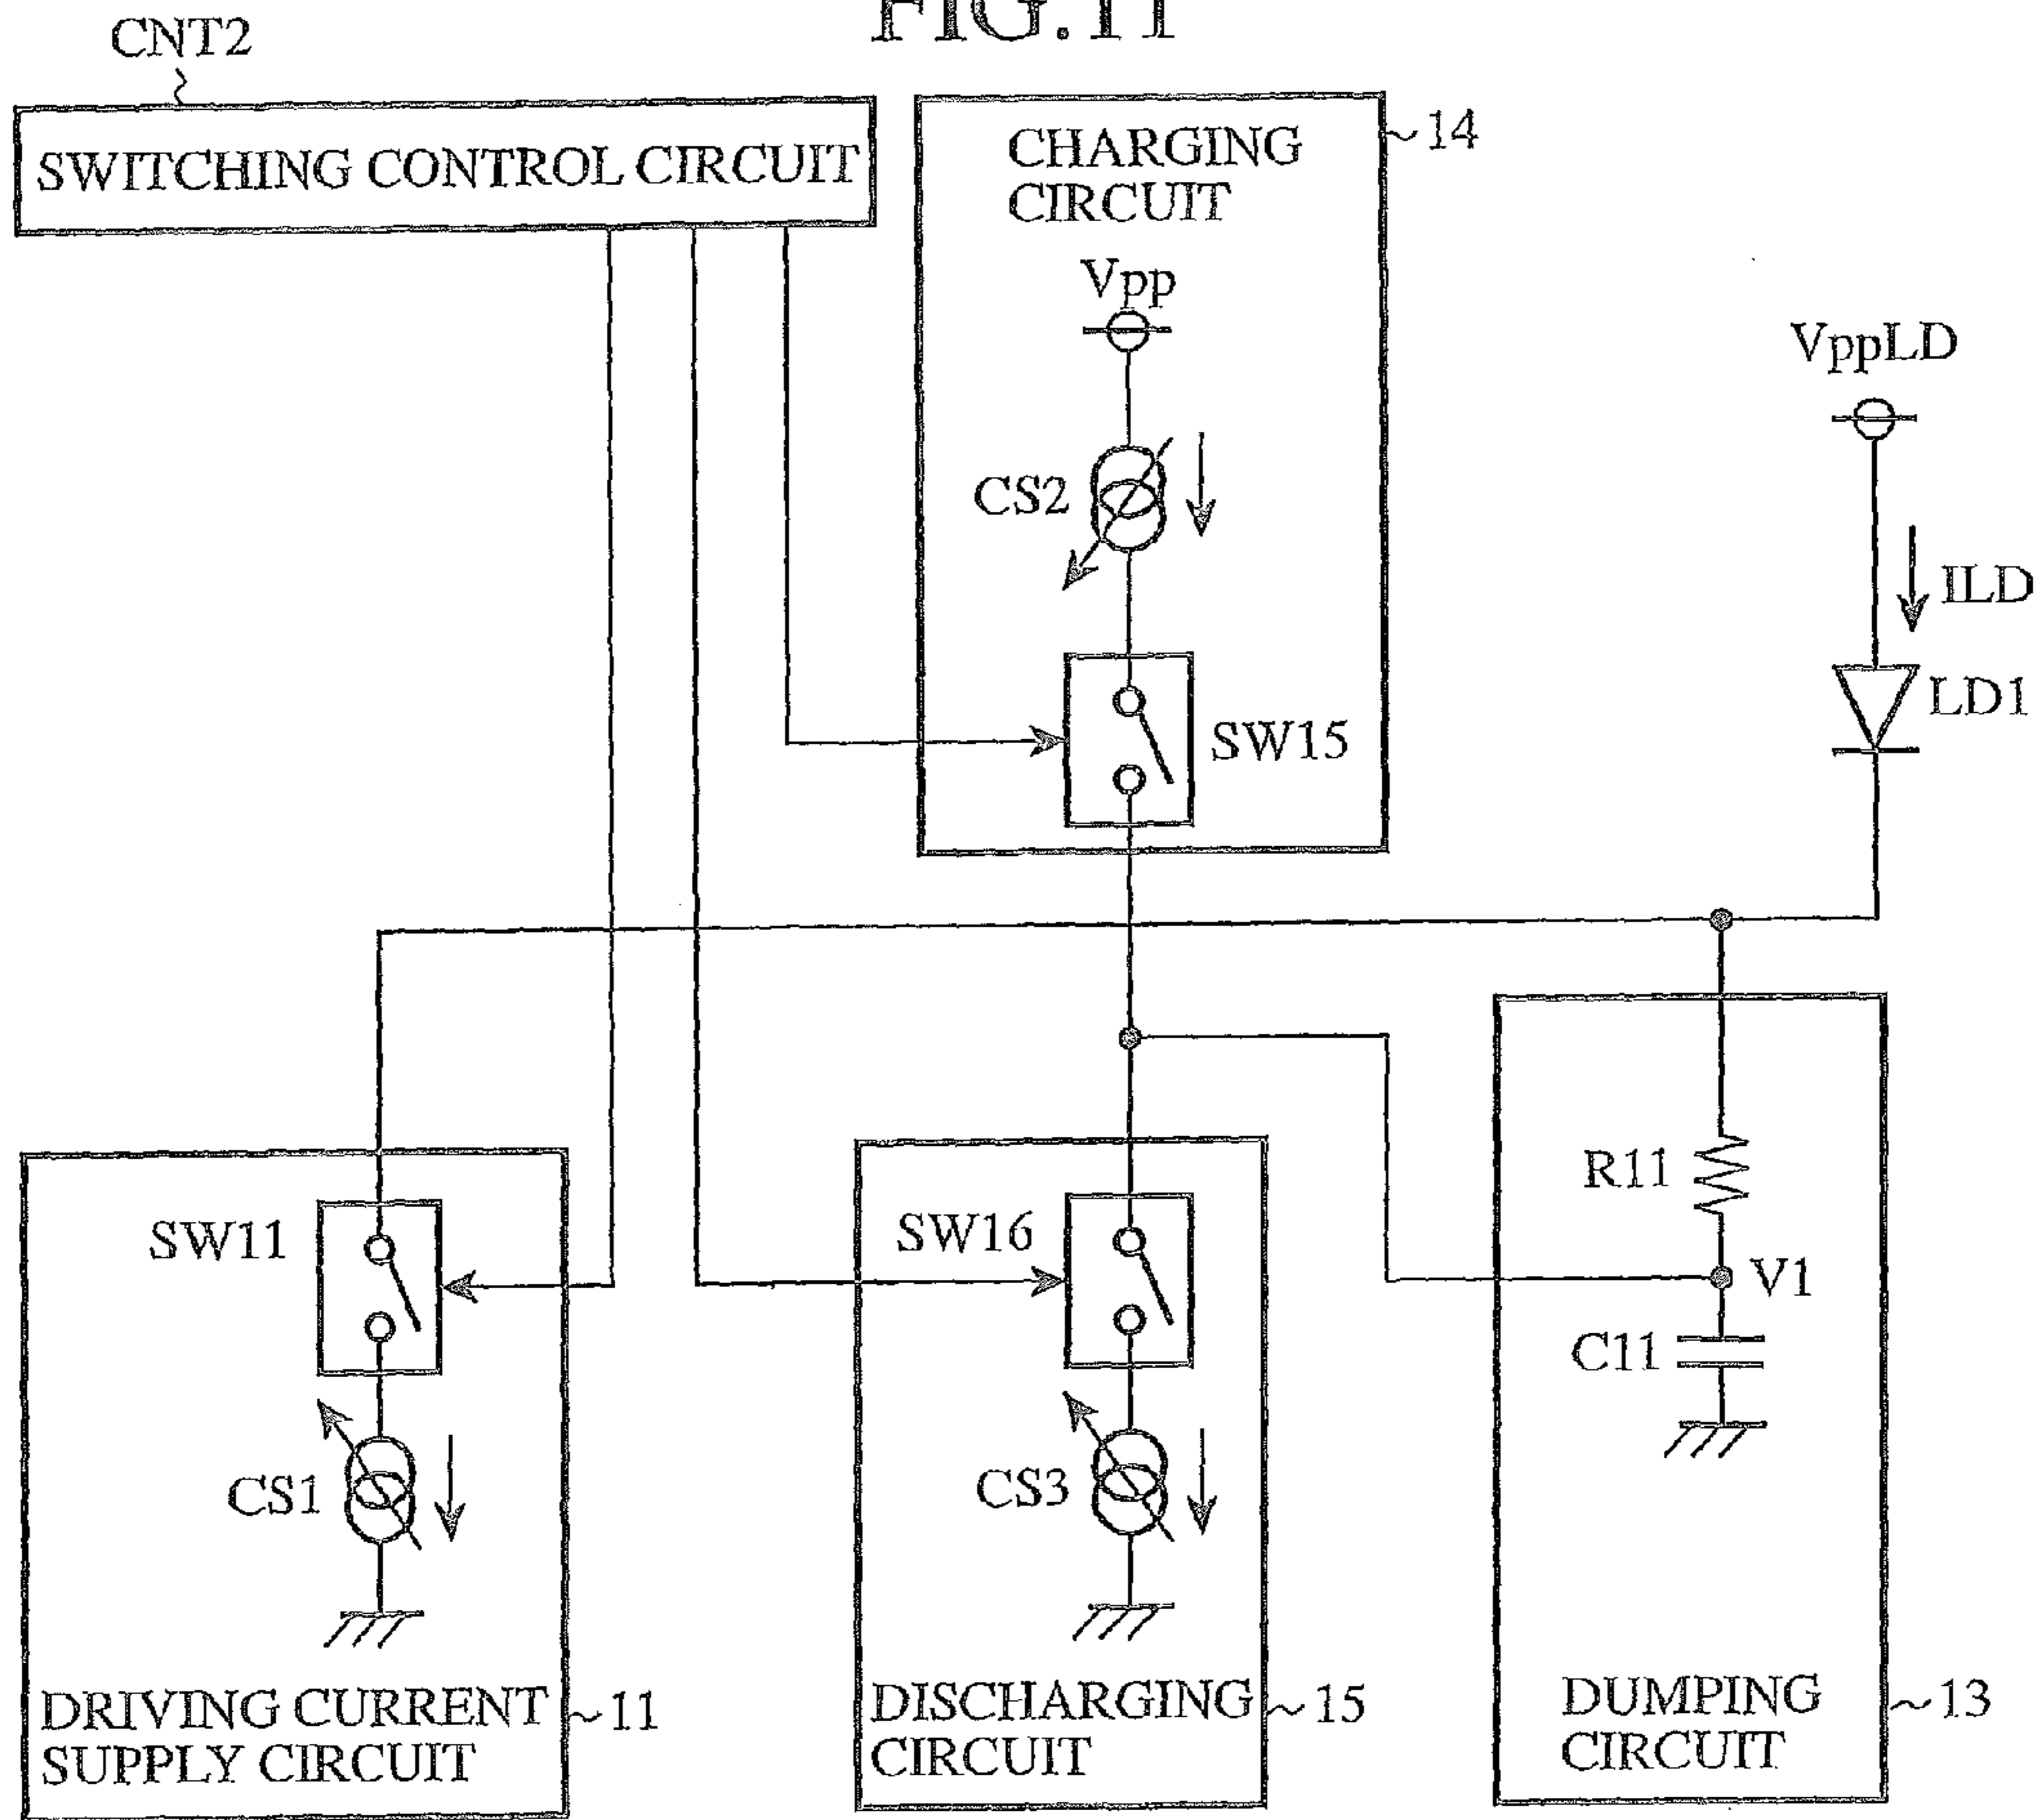 FIG.11
CNT2
SWITCHING CONTROL CIRCUIT
CHARGING
CIRCUIT
~14
Vpp
CS2
SW15
VppLD
ILD
LD1
SW11
CS1
DRIVING CURRENT
SUPPLY CIRCUIT
~11
SW16
CS3
DISCHARGING
CIRCUIT
~15
R11
V1
C11
DUMPING
CIRCUIT
~13